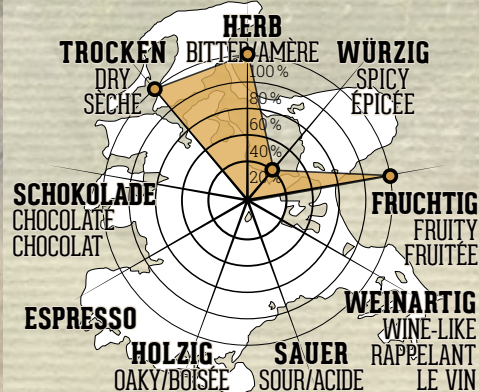 HERB
BITTER/AMÈRE
TROCKEN
DRY
SÈCHE
WÜRZIG
SPICY
ÉPICÉE
100%
80%
60%
40%
20%
SCHOKOLADE
CHOCOLATE
CHOCOLAT
FRUCHTIG
FRUITY
FRUITÉE
ESPRESSO
WEINARTIG
WINE-LIKE
RAPPELANT
LE VIN
HOLZIG
OAKY/BOISÉE
SAUER
SOUR/ACIDE